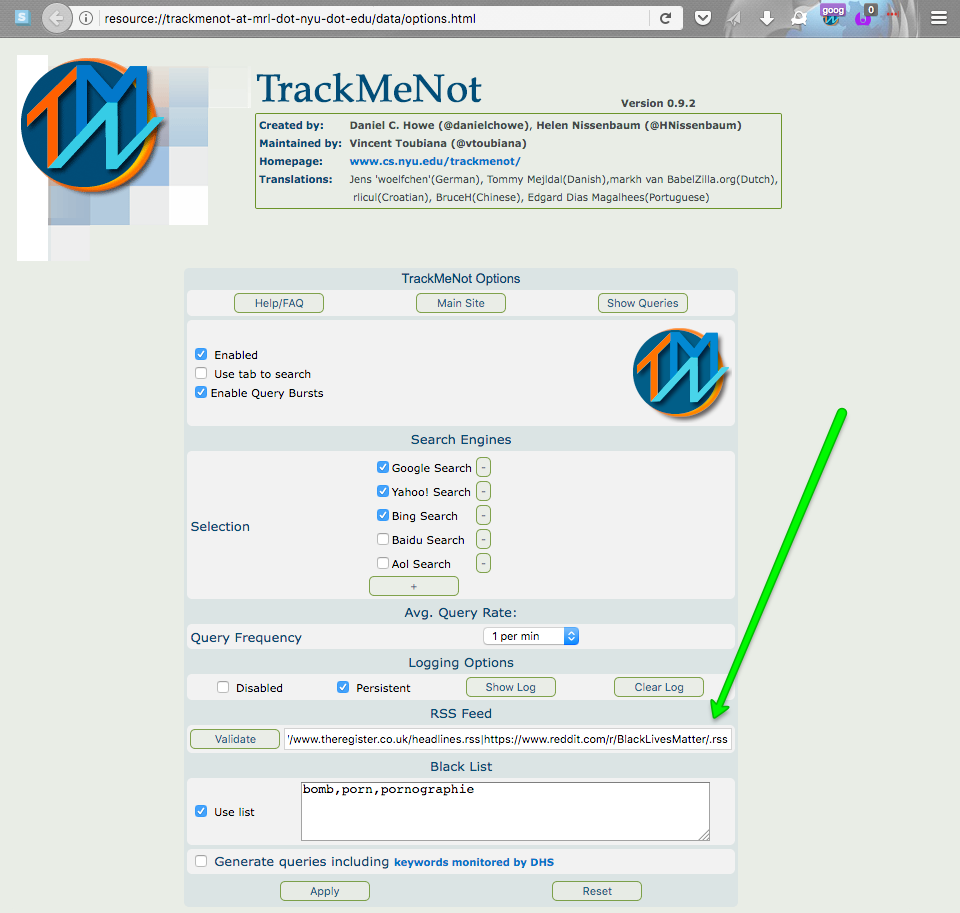 resource://trackmenot-at-mrl-dot-nyu-dot-edu/data/options.html
goog
0
S
TMW
TrackMeNot
Version 0.9.2
Created by: Daniel C. Howe (@danielchowe), Helen Nissenbaum (@HNissenbaum)
Maintained by: Vincent Toubiana (@vtoubiana)
Homepage: www.cs.nyu.edu/trackmenot/
Translations: Jens 'woelfchen'(German), Tommy Mejldal(Danish),markh van BabelZilla.org(Dutch),
rlicul(Croatian), BruceH(Chinese), Edgard Dias Magalhees(Portuguese)
TrackMeNot Options
Help/FAQ Main Site Show Queries
Enabled
Use tab to search
Enable Query Bursts
TMW
Search Engines
Selection
Google Search -
Yahoo! Search -
Bing Search -
Baidu Search -
Aol Search -
+
Avg. Query Rate:
Query Frequency 1 per min
Logging Options
Disabled Persistent Show Log Clear Log
RSS Feed
Validate '/www.theregister.co.uk/headlines.rss|https://www.reddit.com/r/BlackLivesMatter/.rss
Black List
Use list bomb,porn,pornographie
Generate queries including keywords monitored by DHS
Apply Reset